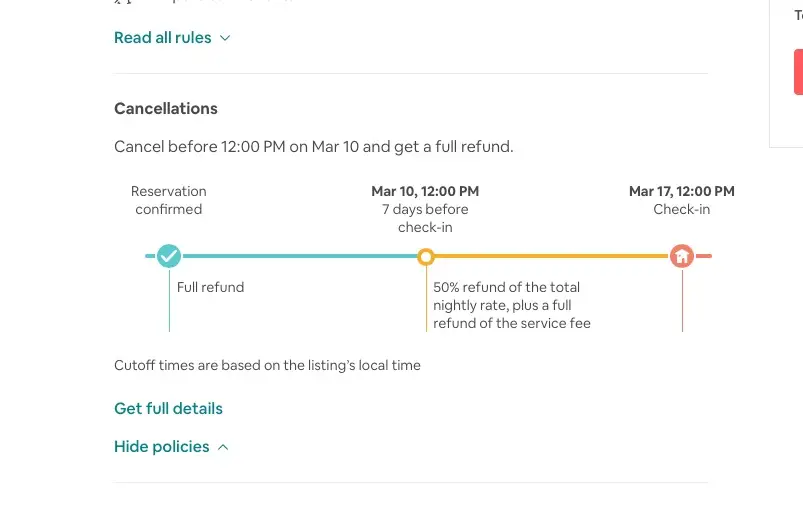 Read all rules
Cancellations
Cancel before 12:00 PM on Mar 10 and get a full refund.
Reservation
confirmed
Mar 10, 12:00 PM
7 days before
check-in
Mar 17, 12:00 PM
Check-in
Full refund
50% refund of the total
nightly rate, plus a full
refund of the service fee
Cutoff times are based on the listing's local time
Get full details
Hide policies